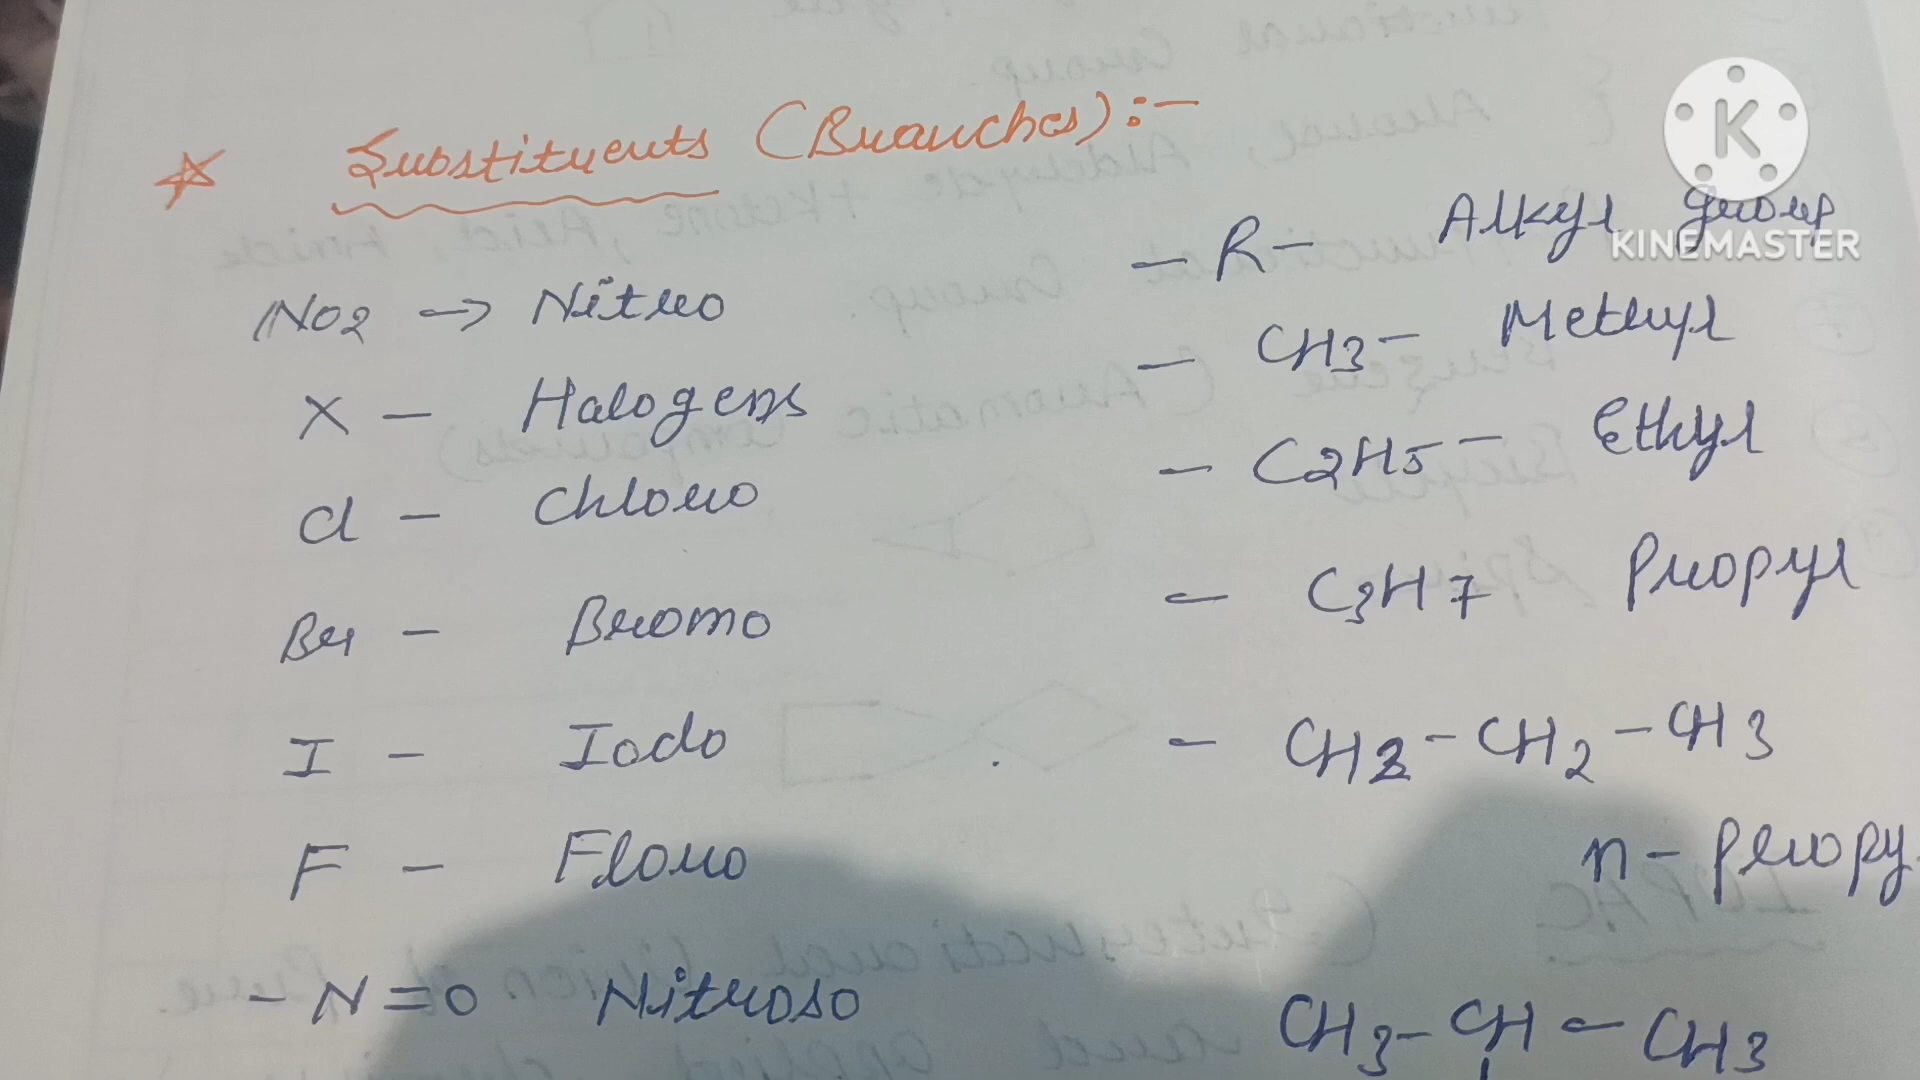 ☆ Substituents (Branches):-
NO2 → Nitro
X - Halogens
Cl - Chloro
Br - Bromo
I - Iodo
F - Floro
- N=O Nitroso
- R- Alkyl group
- CH3- Methyl
- C2H5- Ethyl
- C3H7 Propyl
- CH2-CH2-CH3
n-propy
CH3-CH-CH3
K
KINEMASTER